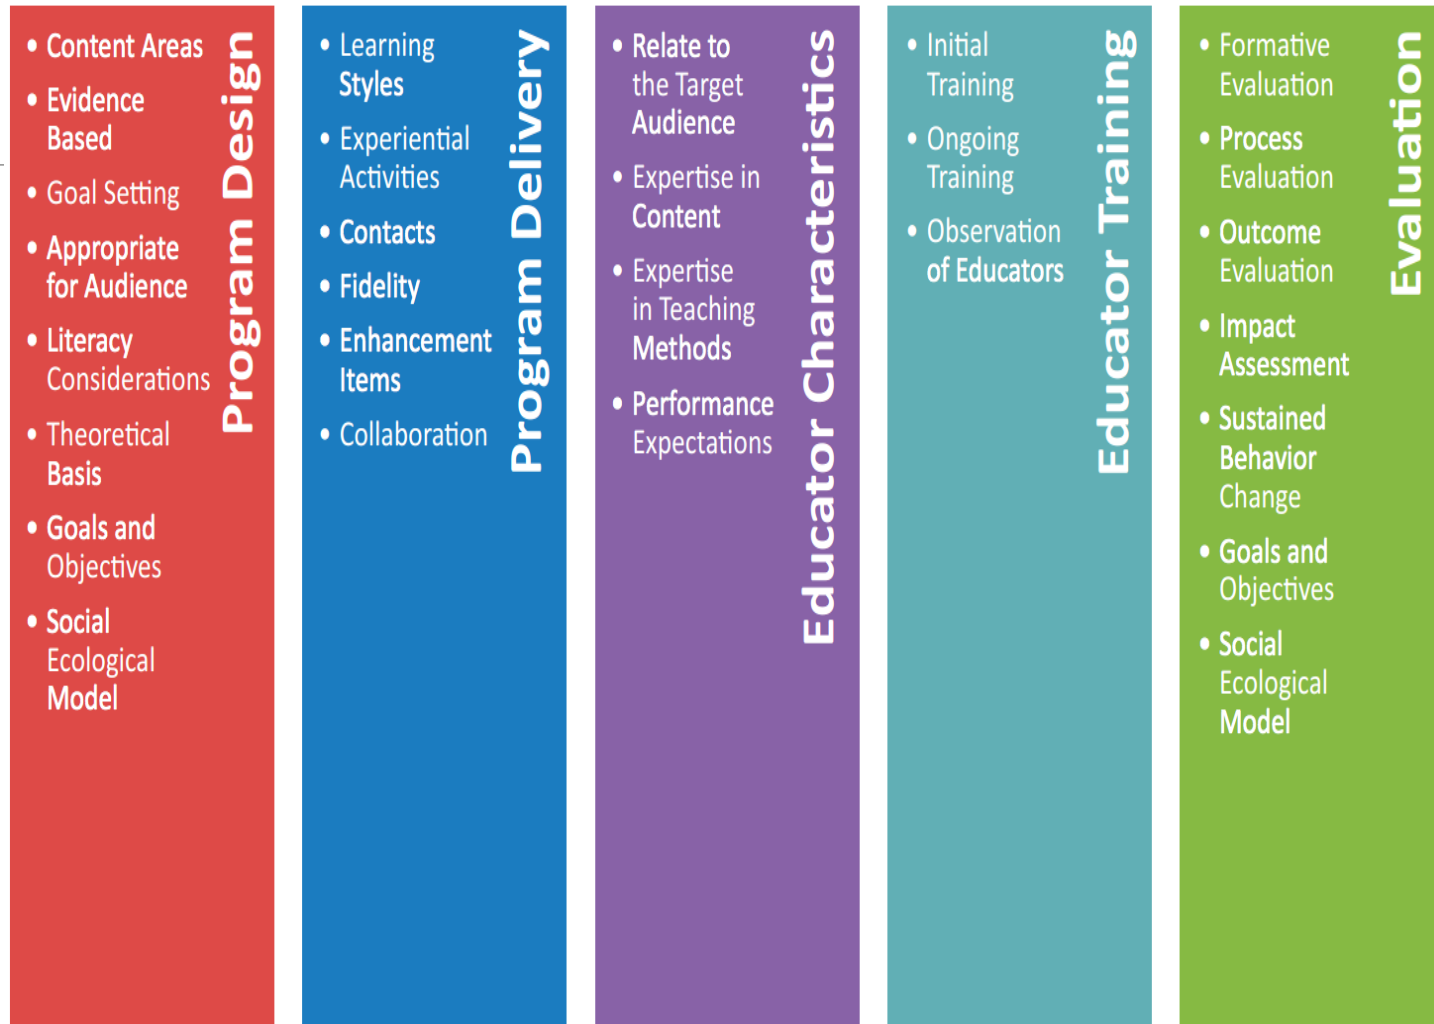 • Content Areas
• Evidence
Based
• Goal Setting
• Appropriate
for Audience
• Literacy
Considerations
• Theoretical
Basis
• Goals and
Objectives
• Social
Ecological
Model
Program Design
• Learning
Styles
• Experiential
Activities
• Contacts
• Fidelity
• Enhancement
Items
• Collaboration
Program Delivery
• Relate to
the Target
Audience
• Expertise in
Content
• Expertise
in Teaching
Methods
• Performance
Expectations
Educator Characteristics
• Initial
Training
• Ongoing
Training
• Observation
of Educators
Educator Training
• Formative
Evaluation
• Process
Evaluation
• Outcome
Evaluation
• Impact
Assessment
• Sustained
Behavior
Change
• Goals and
Objectives
• Social
Ecological
Model
Evaluation